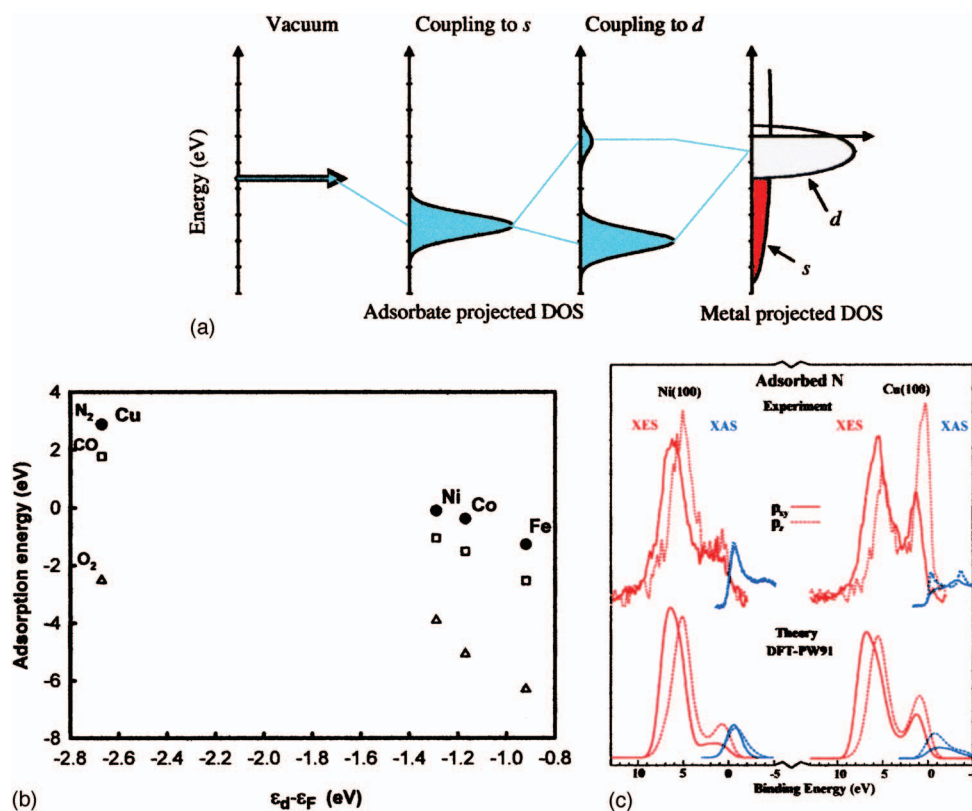 Vacuum
Coupling to s
Coupling to d
Energy (eV)
d
s
(a)
Adsorbate projected DOS
Metal projected DOS
4
2
0
-2
-4
-6
-8
Adsorption energy (eV)
N2
Cu
CO
O2
Ni
Co
Fe
-2.8 -2.6 -2.4 -2.2 -2.0 -1.8 -1.6 -1.4 -1.2 -1.0 -0.8
εd-εF (eV)
(b)
Adsorbed N
Ni(100)
Cu(100)
Experiment
XES
XAS
XES
XAS
pxy
pz
Theory
DFT-PW91
10 5 0 -5
10 5 0 -5
Binding Energy (eV)
(c)